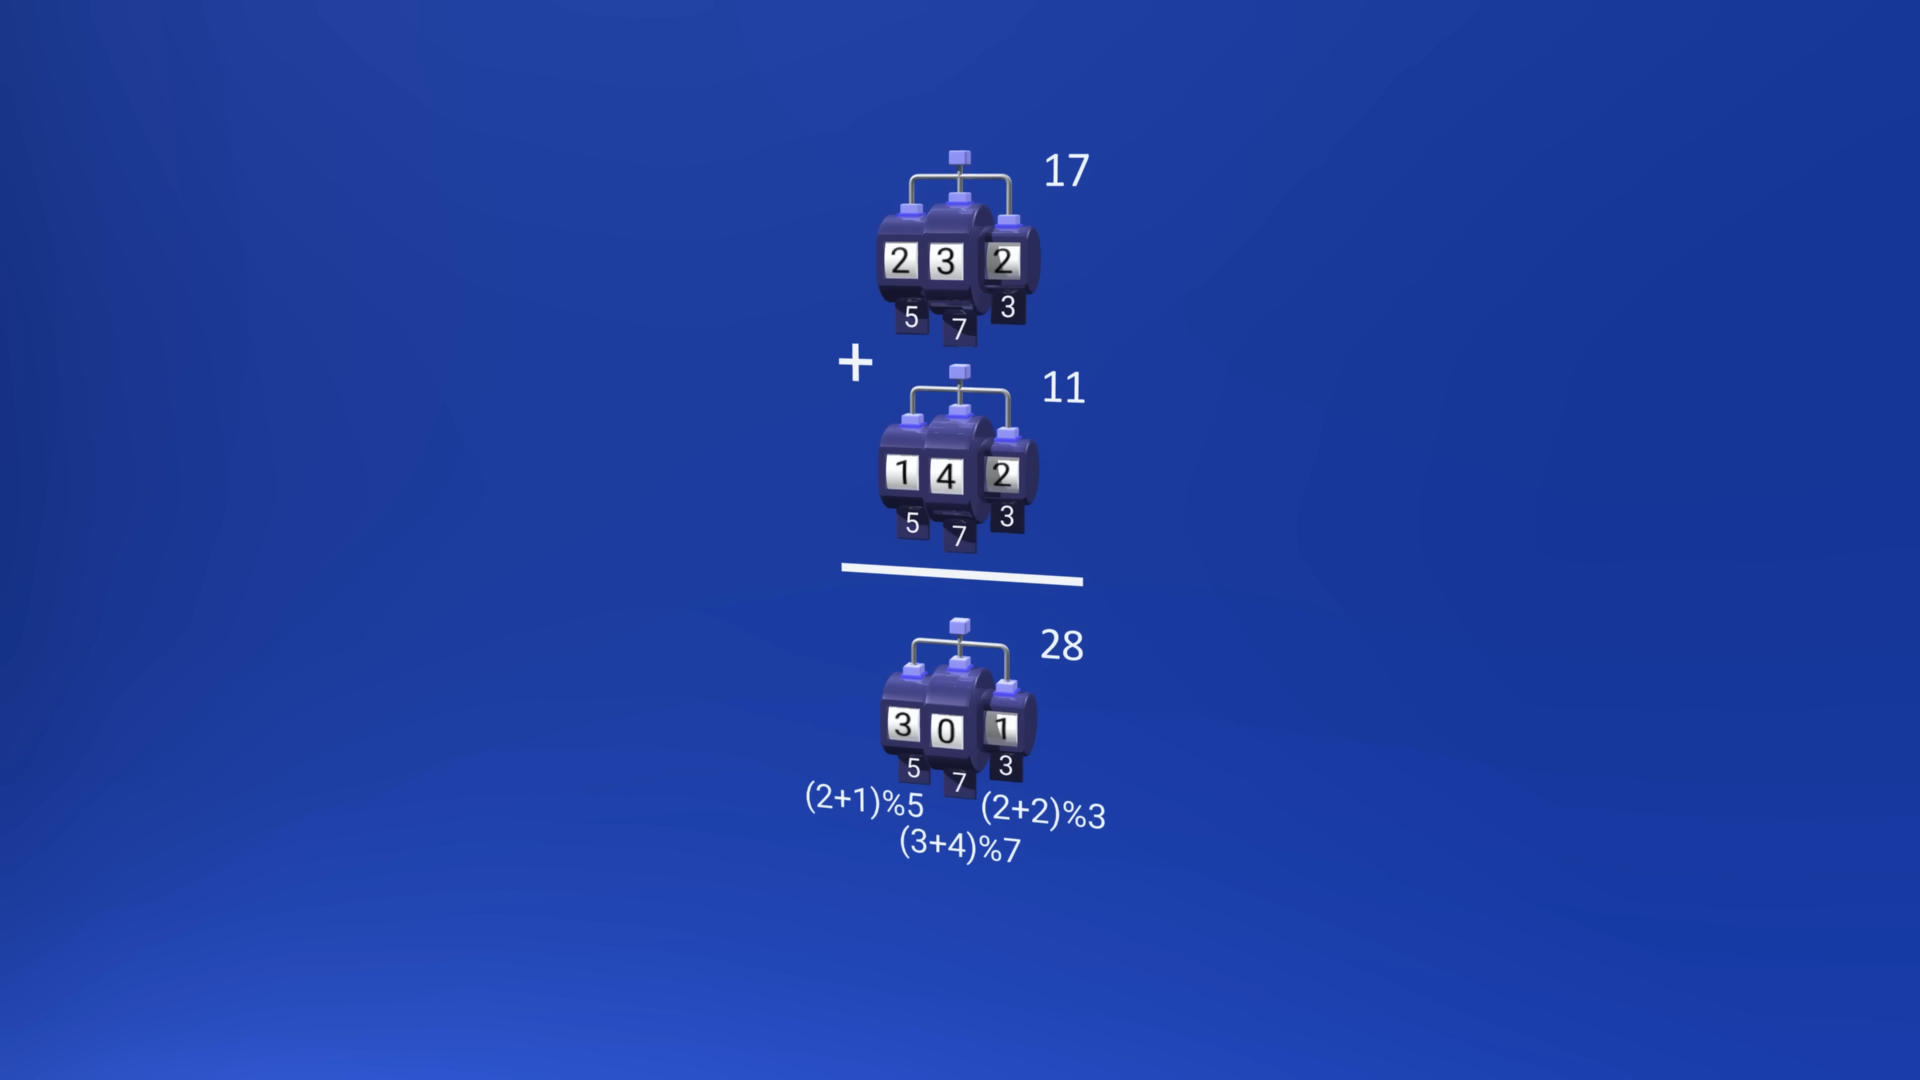 17
2 3 2
5 7 3
+
11
1 4 2
5 7 3
28
3 0 1
5 7 3
(2+1)%5 (2+2)%3
(3+4)%7